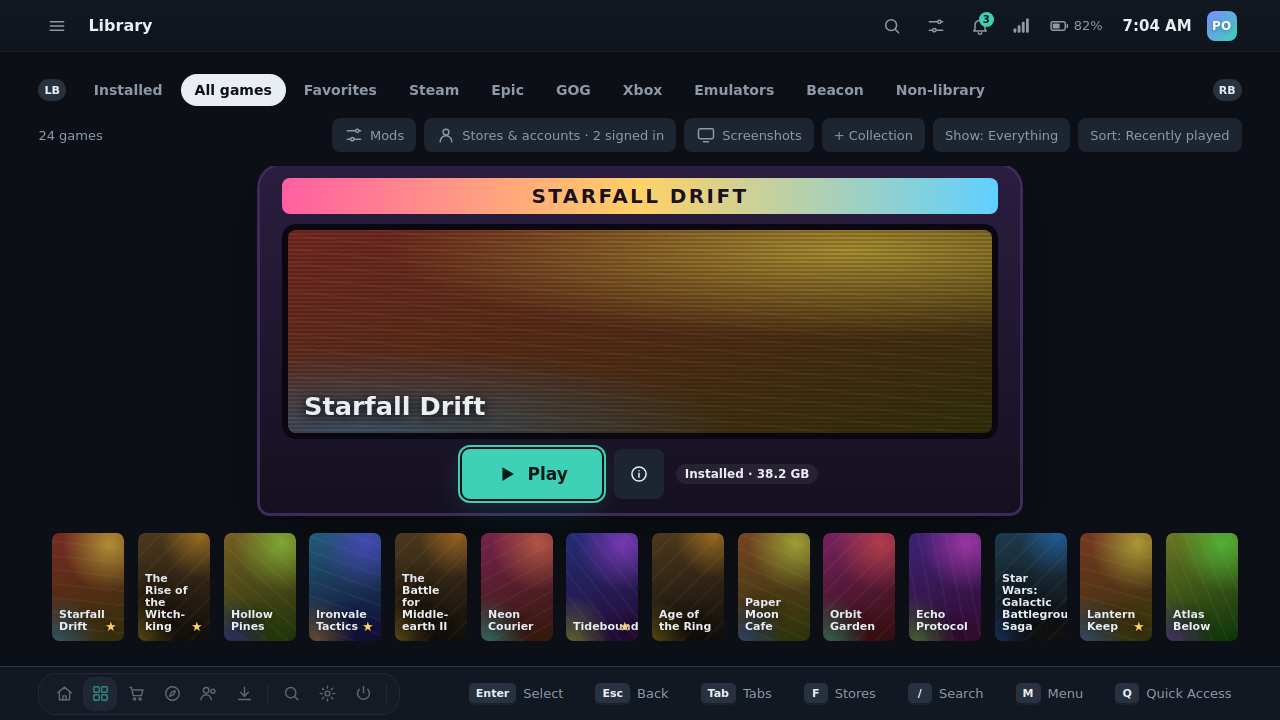 Library
3
82%
7:04 AM
PO
LB
Installed
All games
Favorites
Steam
Epic
GOG
Xbox
Emulators
Beacon
Non-library
RB
24 games
Mods
Stores & accounts · 2 signed in
Screenshots
+ Collection
Show: Everything
Sort: Recently played
STARFALL DRIFT
Starfall Drift
Play
Installed · 38.2 GB
Starfall
Drift
The
Rise of
the
Witch-
king
Hollow
Pines
Ironvale
Tactics
The
Battle
for
Middle-
earth II
Neon
Courier
Tidebound
Age of
the Ring
Paper
Moon
Cafe
Orbit
Garden
Echo
Protocol
Star
Wars:
Galactic
Battlegrou
Saga
Lantern
Keep
Atlas
Below
Enter Select
Esc Back
Tab Tabs
F Stores
/ Search
M Menu
Q Quick Access